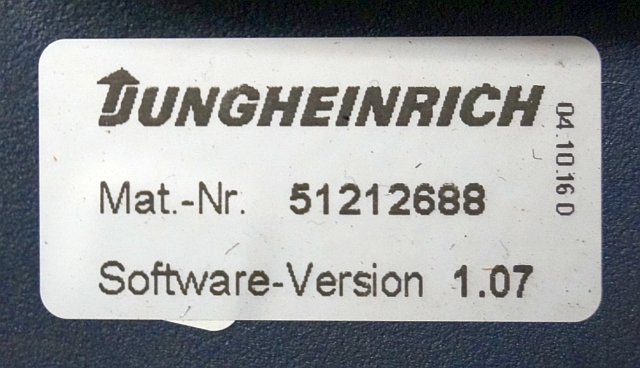 JUNGHEINRICH
Mat.-Nr. 51212688
Software-Version 1.07
04.10.16 D